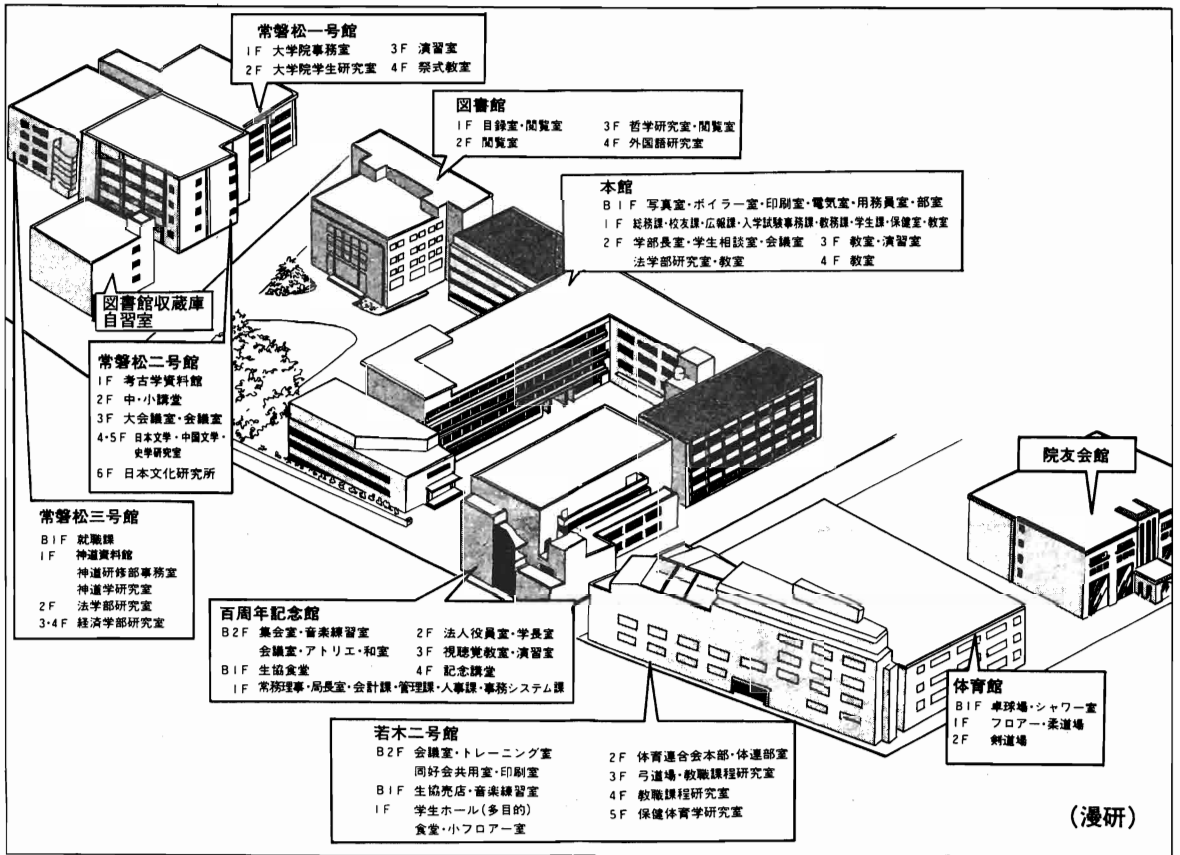 常磐松一号館
1F 大学院事務室 3F 演習室
2F 大学院学生研究室 4F 祭式教室
図書館
1F 目録室・閲覧室 3F 哲学研究室・閲覧室
2F 閲覧室 4F 外国語研究室
本館
B1F 写真室・ボイラー室・印刷室・電気室・用務員室・部室
1F 総務課・校友課・広報課・入学試験事務課・教務課・学生課・保健室・教室
2F 学部長室・学生相談室・会議室 3F 教室・演習室
法学部研究室・教室 4F 教室
図書館収蔵庫
自習室
常磐松二号館
1F 考古学資料館
2F 中・小講堂
3F 大会議室・会議室
4・5F 日本文学・中国文学・
史学研究室
6F 日本文化研究所
常磐松三号館
B1F 就職課
1F 神道資料館
神道研修部事務室
神道学研究室
2F 法学部研究室
3・4F 経済学部研究室
院友会館
百周年記念館
B2F 集会室・音楽練習室 2F 法人役員室・学長室
会議室・アトリエ・和室 3F 視聴覚教室・演習室
B1F 生協食堂 4F 記念講堂
1F 常務理事・局長室・会計課・管理課・人事課・事務システム課
体育館
B1F 卓球場・シャワー室
1F フロアー・柔道場
2F 剣道場
若木二号館
B2F 会議室・トレーニング室 2F 体育連合会本部・体連部室
同好会共用室・印刷室 3F 弓道場・教職課程研究室
B1F 生協売店・音楽練習室 4F 教職課程研究室
1F 学生ホール(多目的) 5F 保健体育学研究室
食堂・小フロアー室
(漫研)